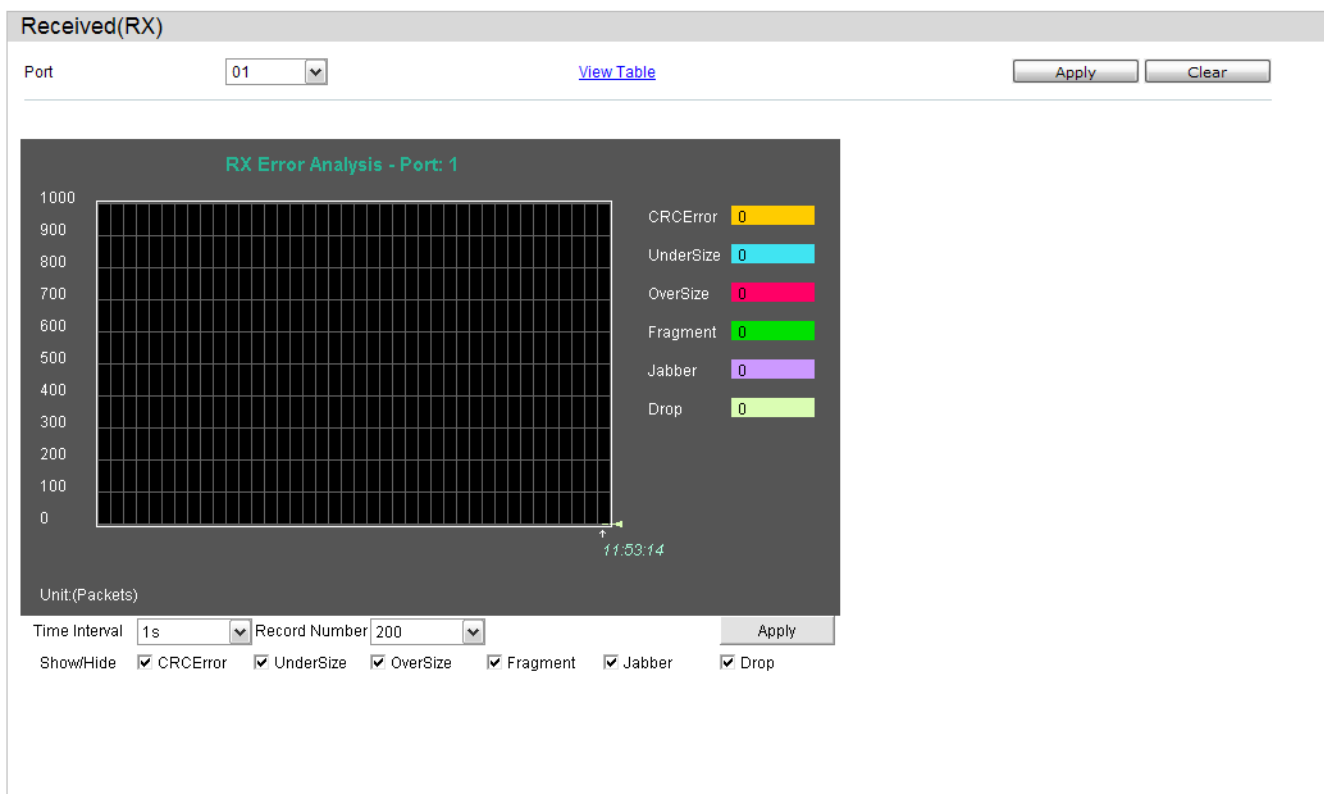 Received(RX)
Port 01 View Table Apply Clear
RX Error Analysis - Port: 1
1000
900
800
700
600
500
400
300
200
100
0
CRCError 0
UnderSize 0
OverSize 0
Fragment 0
Jabber 0
Drop 0
11:53:14
Unit:(Packets)
Time Interval 1s Record Number 200 Apply
Show/Hide CRCError UnderSize OverSize Fragment Jabber Drop